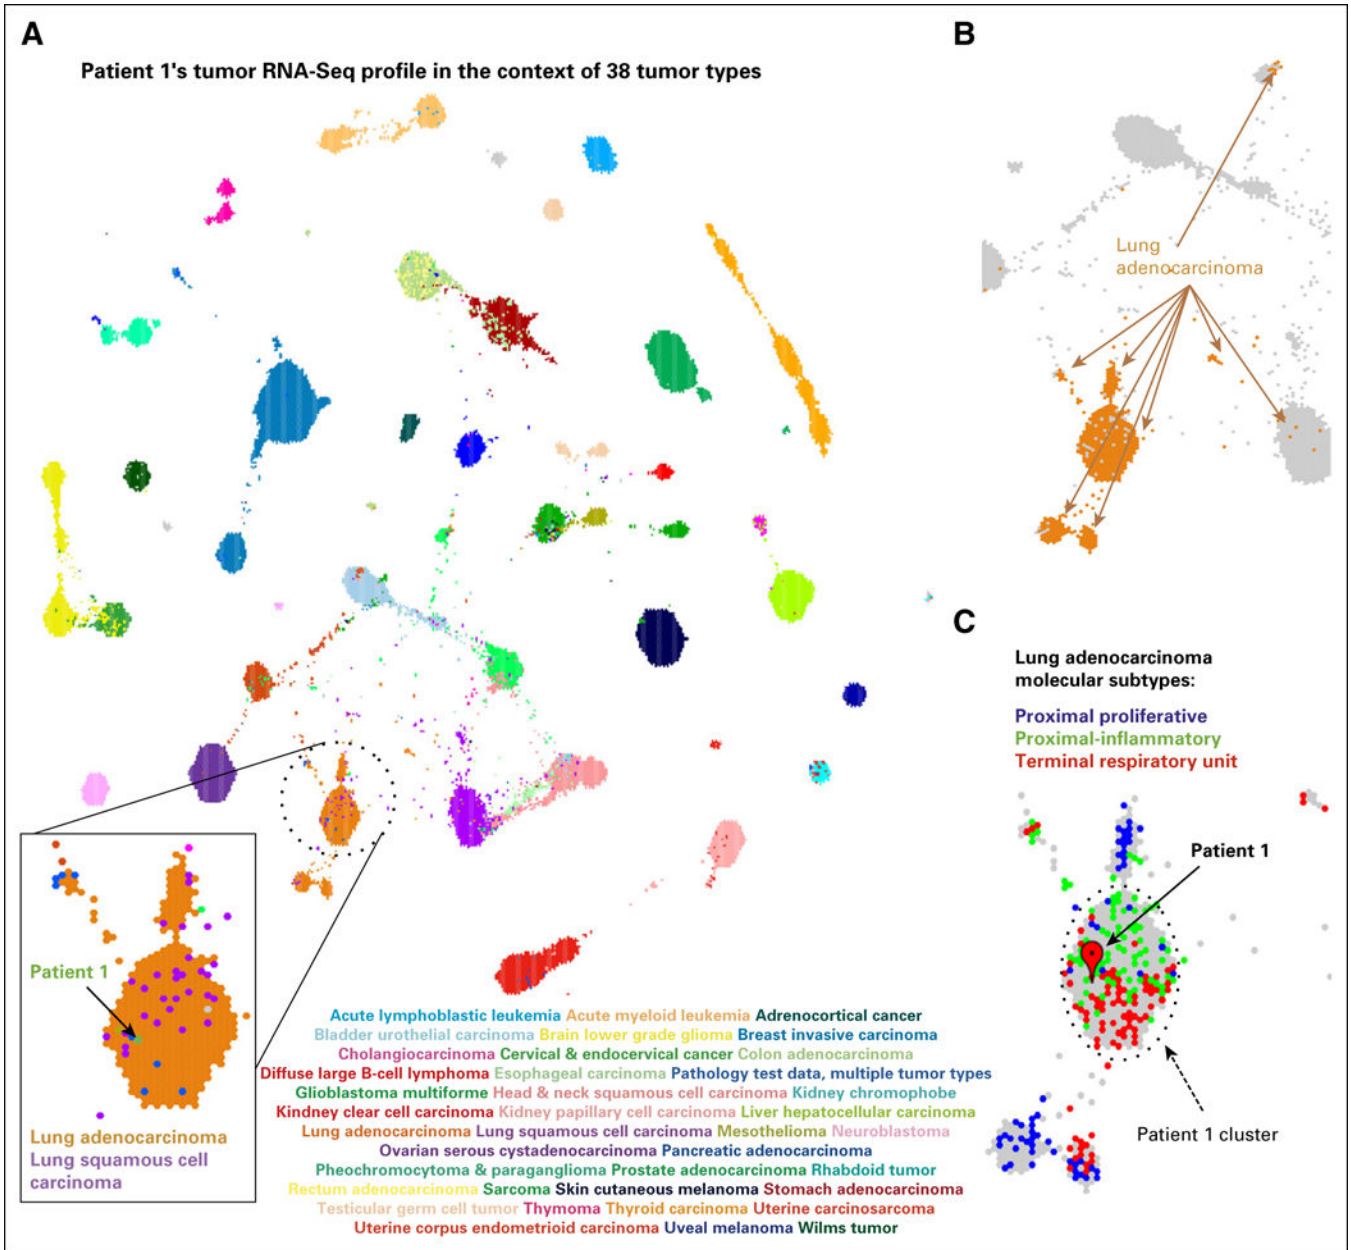 A
Patient 1's tumor RNA-Seq profile in the context of 38 tumor types
Patient 1
Lung adenocarcinoma
Lung squamous cell
carcinoma
Acute lymphoblastic leukemia Acute myeloid leukemia Adrenocortical cancer
Bladder urothelial carcinoma Brain lower grade glioma Breast invasive carcinoma
Cholangiocarcinoma Cervical & endocervical cancer Colon adenocarcinoma
Diffuse large B-cell lymphoma Esophageal carcinoma Pathology test data, multiple tumor types
Glioblastoma multiforme Head & neck squamous cell carcinoma Kidney chromophobe
Kindney clear cell carcinoma Kidney papillary cell carcinoma Liver hepatocellular carcinoma
Lung adenocarcinoma Lung squamous cell carcinoma Mesothelioma Neuroblastoma
Ovarian serous cystadenocarcinoma Pancreatic adenocarcinoma
Pheochromocytoma & paraganglioma Prostate adenocarcinoma Rhabdoid tumor
Rectum adenocarcinoma Sarcoma Skin cutaneous melanoma Stomach adenocarcinoma
Testicular germ cell tumor Thymoma Thyroid carcinoma Uterine carcinosarcoma
Uterine corpus endometrioid carcinoma Uveal melanoma Wilms tumor
B
Lung
adenocarcinoma
C
Lung adenocarcinoma
molecular subtypes:
Proximal proliferative
Proximal-inflammatory
Terminal respiratory unit
Patient 1
Patient 1 cluster